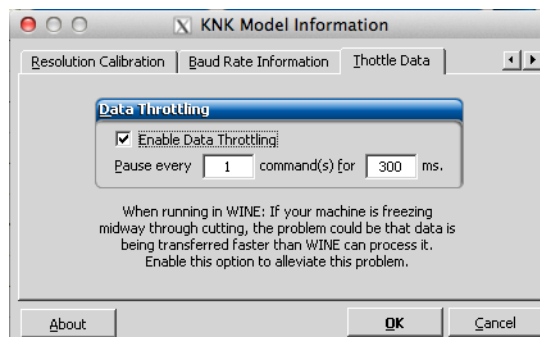 KNK Model Information
Resolution Calibration Baud Rate Information Thottle Data
Data Throttling
Enable Data Throttling
Pause every 1 command(s) for 300 ms.
When running in WINE: If your machine is freezing
midway through cutting, the problem could be that data is
being transferred faster than WINE can process it.
Enable this option to alleviate this problem.
About OK Cancel